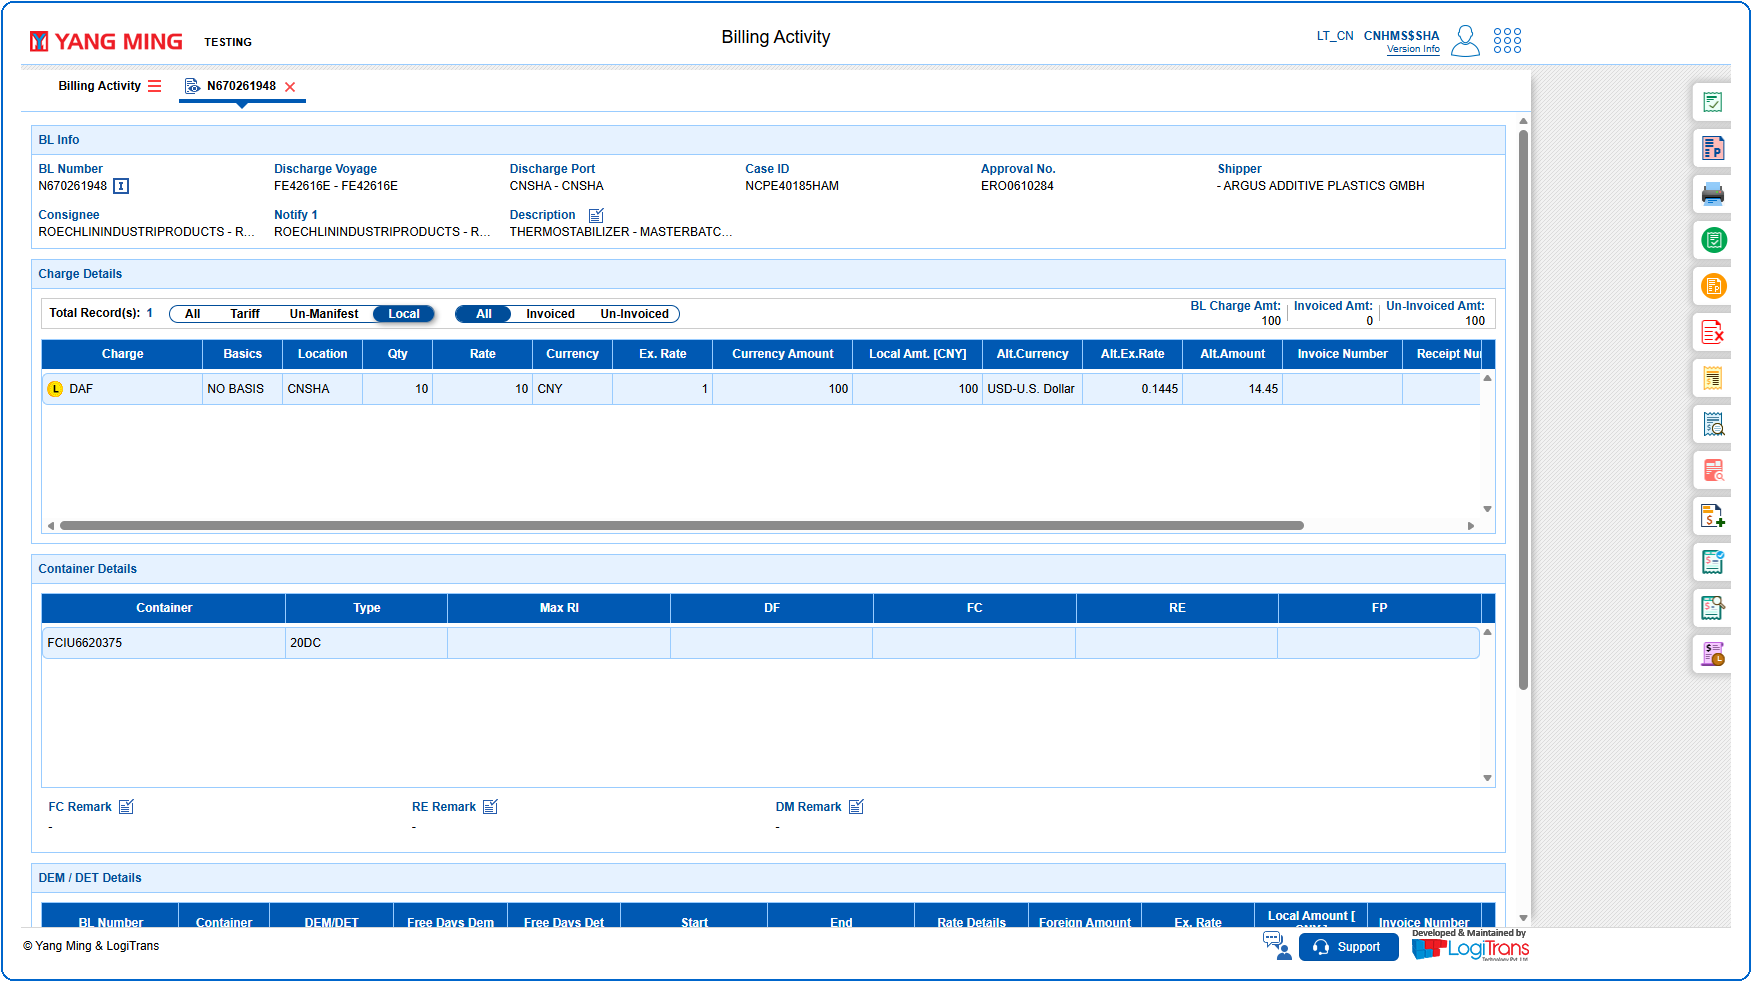 YANG MING TESTING
Billing Activity
LT_CN CNHMS$SHA
Version Info
Billing Activity N670261948
BL Info
BL Number Discharge Voyage Discharge Port Case ID Approval No. Shipper
N670261948 FE42616E - FE42616E CNSHA - CNSHA NCPE40185HAM ERO0610284 - ARGUS ADDITIVE PLASTICS GMBH
Consignee Notify 1 Description
ROECHLININDUSTRIPRODUCTS - R... ROECHLININDUSTRIPRODUCTS - R... THERMOSTABILIZER - MASTERBATC...
Charge Details
Total Record(s): 1 All Tariff Un-Manifest Local All Invoiced Un-Invoiced
BL Charge Amt: Invoiced Amt: Un-Invoiced Amt:
100 0 100
Charge Basics Location Qty Rate Currency Ex. Rate Currency Amount Local Amt. [CNY] Alt.Currency Alt.Ex.Rate Alt.Amount Invoice Number Receipt Nu
L DAF NO BASIS CNSHA 10 10 CNY 1 100 100 USD-U.S. Dollar 0.1445 14.45
Container Details
Container Type Max RI DF FC RE FP
FCIU6620375 20DC
FC Remark RE Remark DM Remark
- - -
DEM / DET Details
BL Number Container DEM/DET Free Days Dem Free Days Det Start End Rate Details Foreign Amount Ex. Rate Local Amount [ CNY ] Invoice Number
© Yang Ming & LogiTrans
Support
Developed & Maintained by
LogiTrans
Technology Pvt. Ltd.